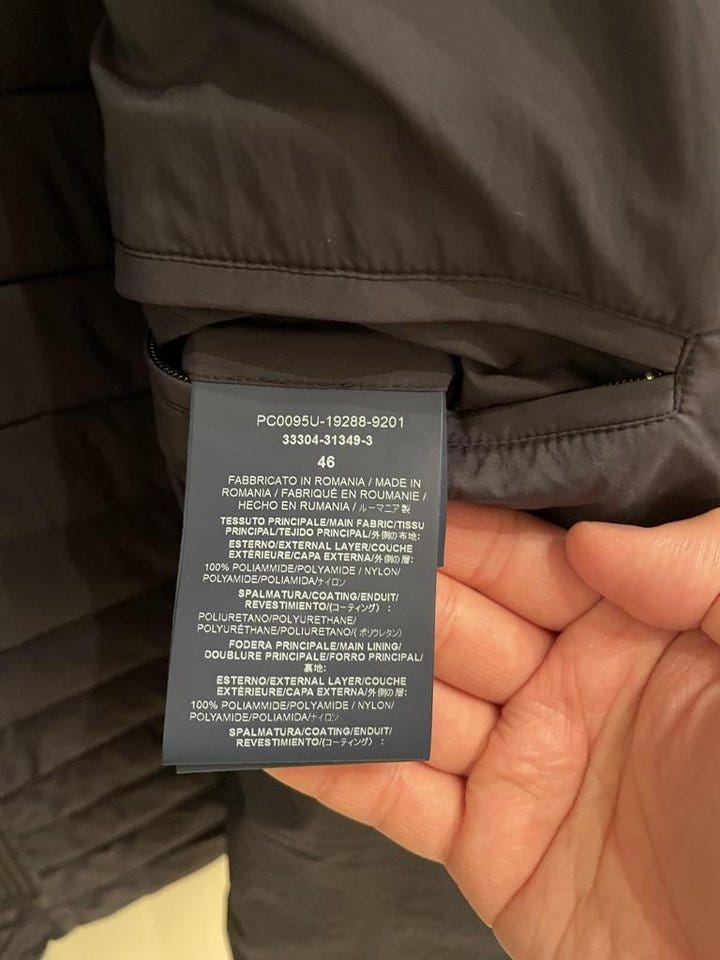 PC0095U-19288-9201
33304-31349-3
46
FABBRICATO IN ROMANIA / MADE IN
ROMANIA / FABRIQUÉ EN ROUMANIE /
HECHO EN RUMANIA / ルーマニア製
TESSUTO PRINCIPALE/MAIN FABRIC/TISSU
PRINCIPAL/TEJIDO PRINCIPAL/外側の布地:
ESTERNO/EXTERNAL LAYER/COUCHE
EXTÉRIEURE/CAPA EXTERNA/外側の層:
100% POLIAMMIDE/POLYAMIDE / NYLON/
POLYAMIDE/POLIAMIDA/ナイロン
SPALMATURA/COATING/ENDUIT/
REVESTIMIENTO/(コーティング) :
POLIURETANO/POLYURETHANE/
POLYURÉTHANE/POLIURETANO/(ポリウレタン)
FODERA PRINCIPALE/MAIN LINING/
DOUBLURE PRINCIPALE/FORRO PRINCIPAL/
裏地:
ESTERNO/EXTERNAL LAYER/COUCHE
EXTÉRIEURE/CAPA EXTERNA/外側の層:
100% POLIAMMIDE/POLYAMIDE / NYLON/
POLYAMIDE/POLIAMIDA/ナイロン
SPALMATURA/COATING/ENDUIT/
REVESTIMIENTO/(コーティング) :